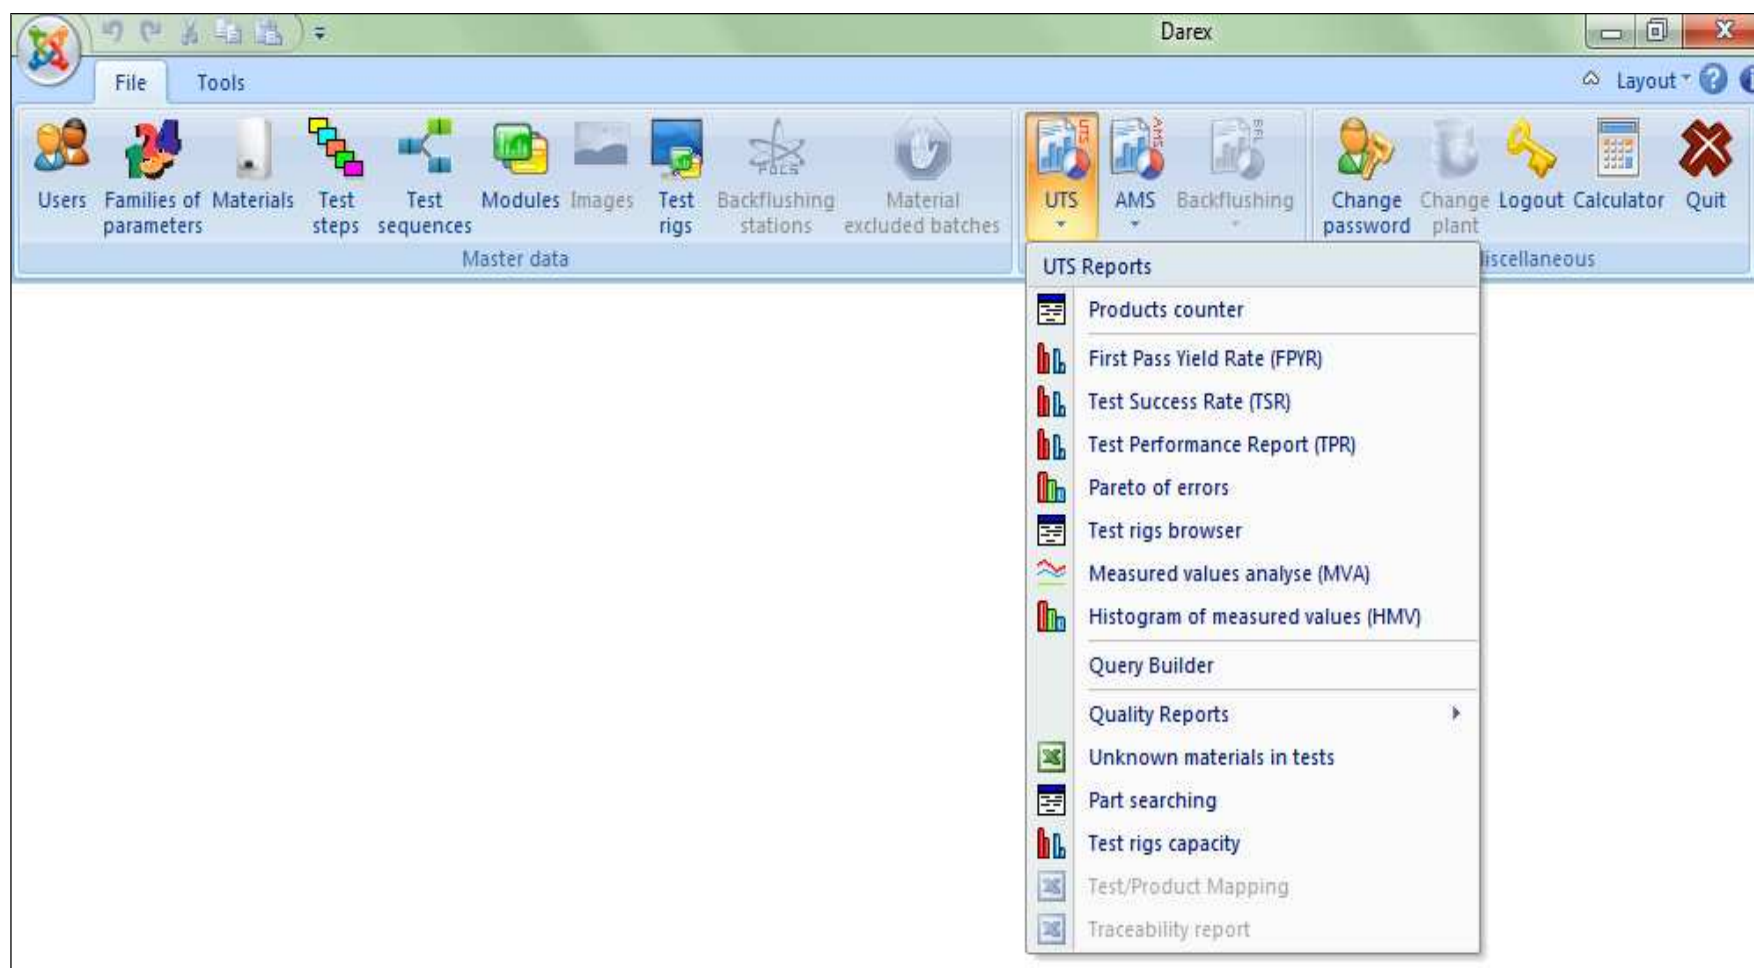 Darex
File Tools Layout
Users Families of Materials Test Test Modules Images Test Backflushing Material UTS AMS Backflushing Change Change Logout Calculator Quit
parameters steps sequences rigs stations excluded batches password plant
Master data iscellaneous
UTS Reports
Products counter
First Pass Yield Rate (FPYR)
Test Success Rate (TSR)
Test Performance Report (TPR)
Pareto of errors
Test rigs browser
Measured values analyse (MVA)
Histogram of measured values (HMV)
Query Builder
Quality Reports
Unknown materials in tests
Part searching
Test rigs capacity
Test/Product Mapping
Traceability report